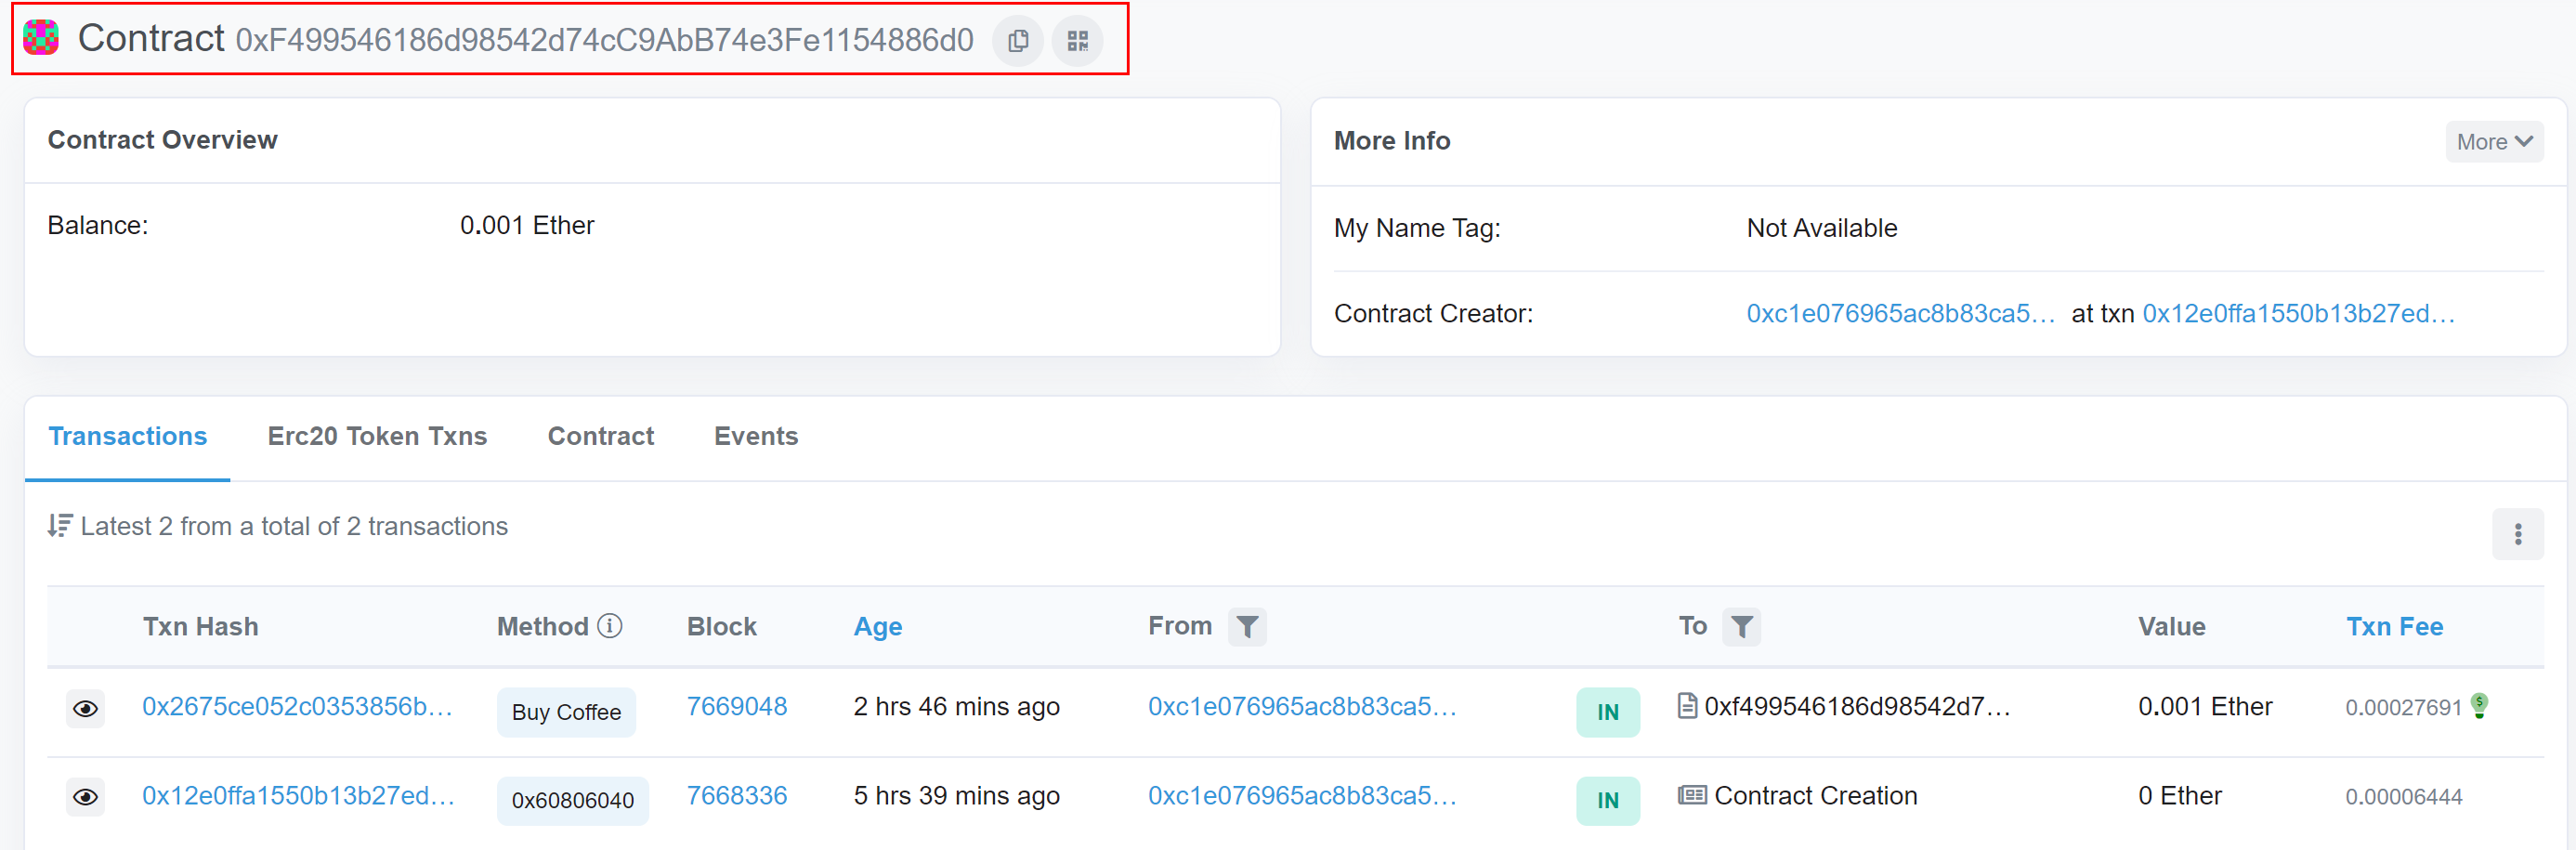 Contract 0xF499546186d98542d74cC9AbB74e3Fe1154886d0
Contract Overview
Balance: 0.001 Ether
More Info More
My Name Tag: Not Available
Contract Creator: 0xc1e076965ac8b83ca5... at txn 0x12e0ffa1550b13b27ed...
Transactions Erc20 Token Txns Contract Events
Latest 2 from a total of 2 transactions
Txn Hash Method Block Age From To Value Txn Fee
0x2675ce052c0353856b... Buy Coffee 7669048 2 hrs 46 mins ago 0xc1e076965ac8b83ca5... IN 0xf499546186d98542d7... 0.001 Ether 0.00027691
0x12e0ffa1550b13b27ed... 0x60806040 7668336 5 hrs 39 mins ago 0xc1e076965ac8b83ca5... IN Contract Creation 0 Ether 0.00006444